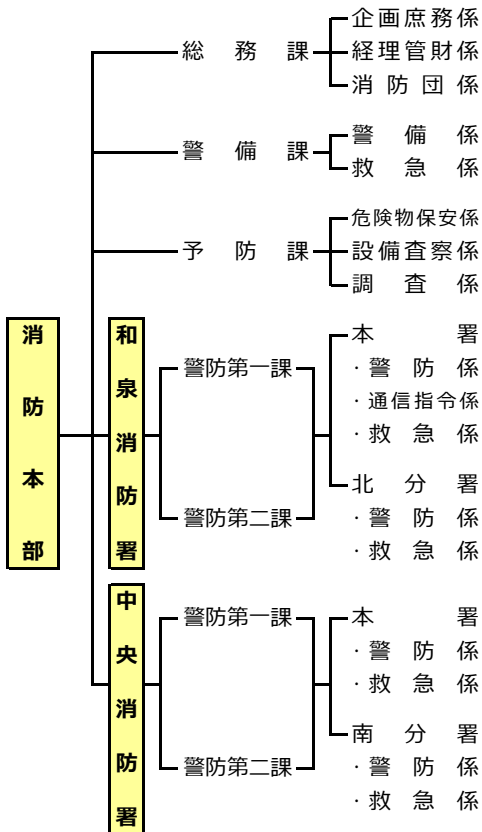 総務課
企画庶務係
経理管財係
消防団係
警備課
警備係
救急係
予防課
危険物保安係
設備査察係
調査係
消防本部
和泉消防署
警防第一課
警防第二課
本署
・警防係
・通信指令係
・救急係
北分署
・警防係
・救急係
中央消防署
警防第一課
警防第二課
本署
・警防係
・救急係
南分署
・警防係
・救急係